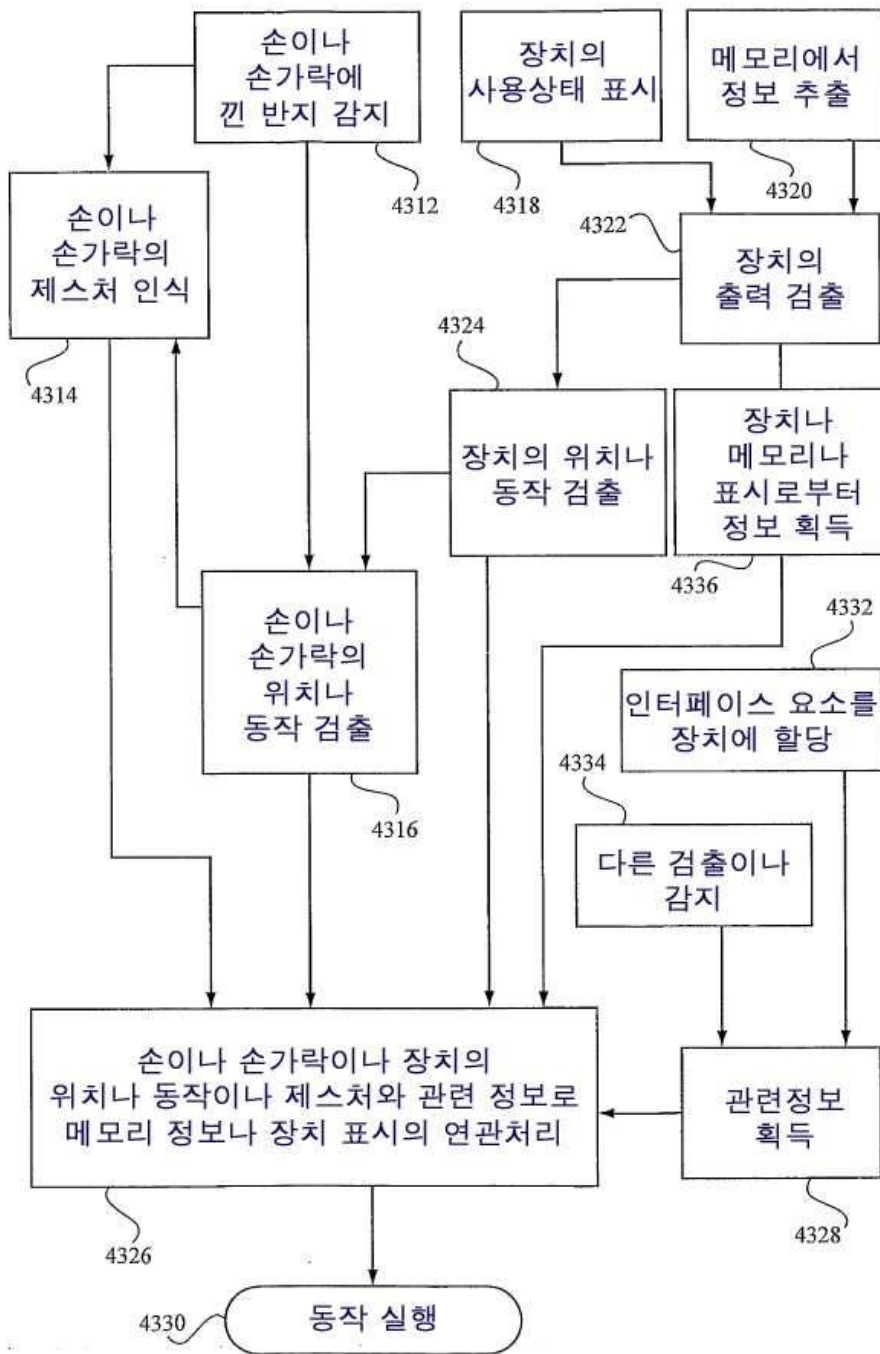 손이나
손가락에
낀 반지 감지
4312
장치의
사용상태 표시
4318
메모리에서
정보 추출
4320
손이나
손가락의
제스처 인식
4314
4322
장치의
출력 검출
4324
장치의 위치나
동작 검출
장치나
메모리나
표시로부터
정보 획득
4336
손이나
손가락의
위치나
동작 검출
4316
4332
인터페이스 요소를
장치에 할당
4334
다른 검출이나
감지
손이나 손가락이나 장치의
위치나 동작이나 제스처와 관련 정보로
메모리 정보나 장치 표시의 연관처리
4326
관련정보
획득
4328
4330
동작 실행